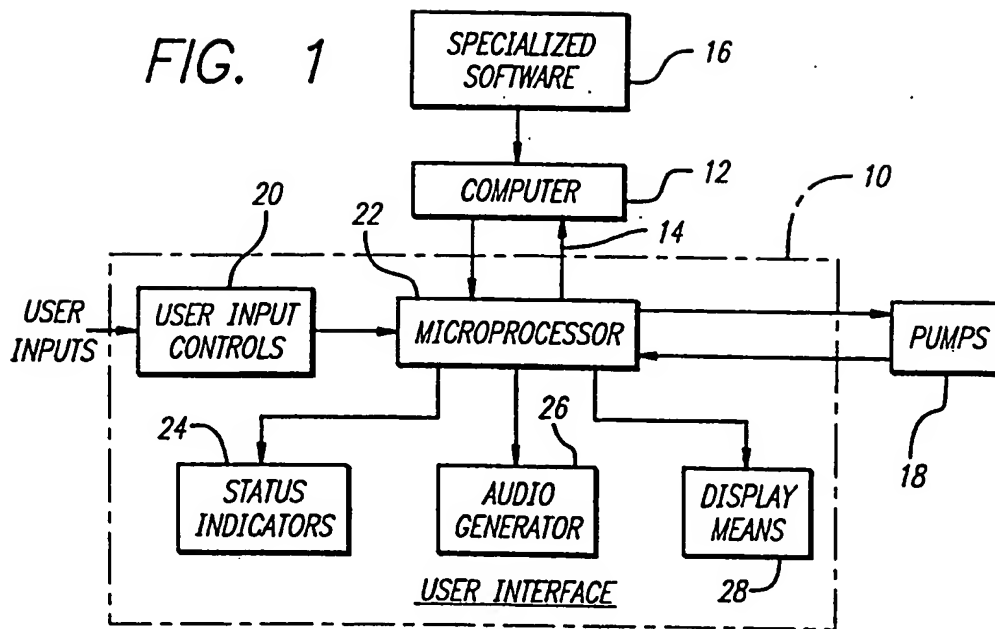 FIG. 1
SPECIALIZED
SOFTWARE
16
COMPUTER
12
10
20
22
14
USER
INPUTS
USER INPUT
CONTROLS
MICROPROCESSOR
PUMPS
18
24
26
STATUS
INDICATORS
AUDIO
GENERATOR
DISPLAY
MEANS
28
USER INTERFACE